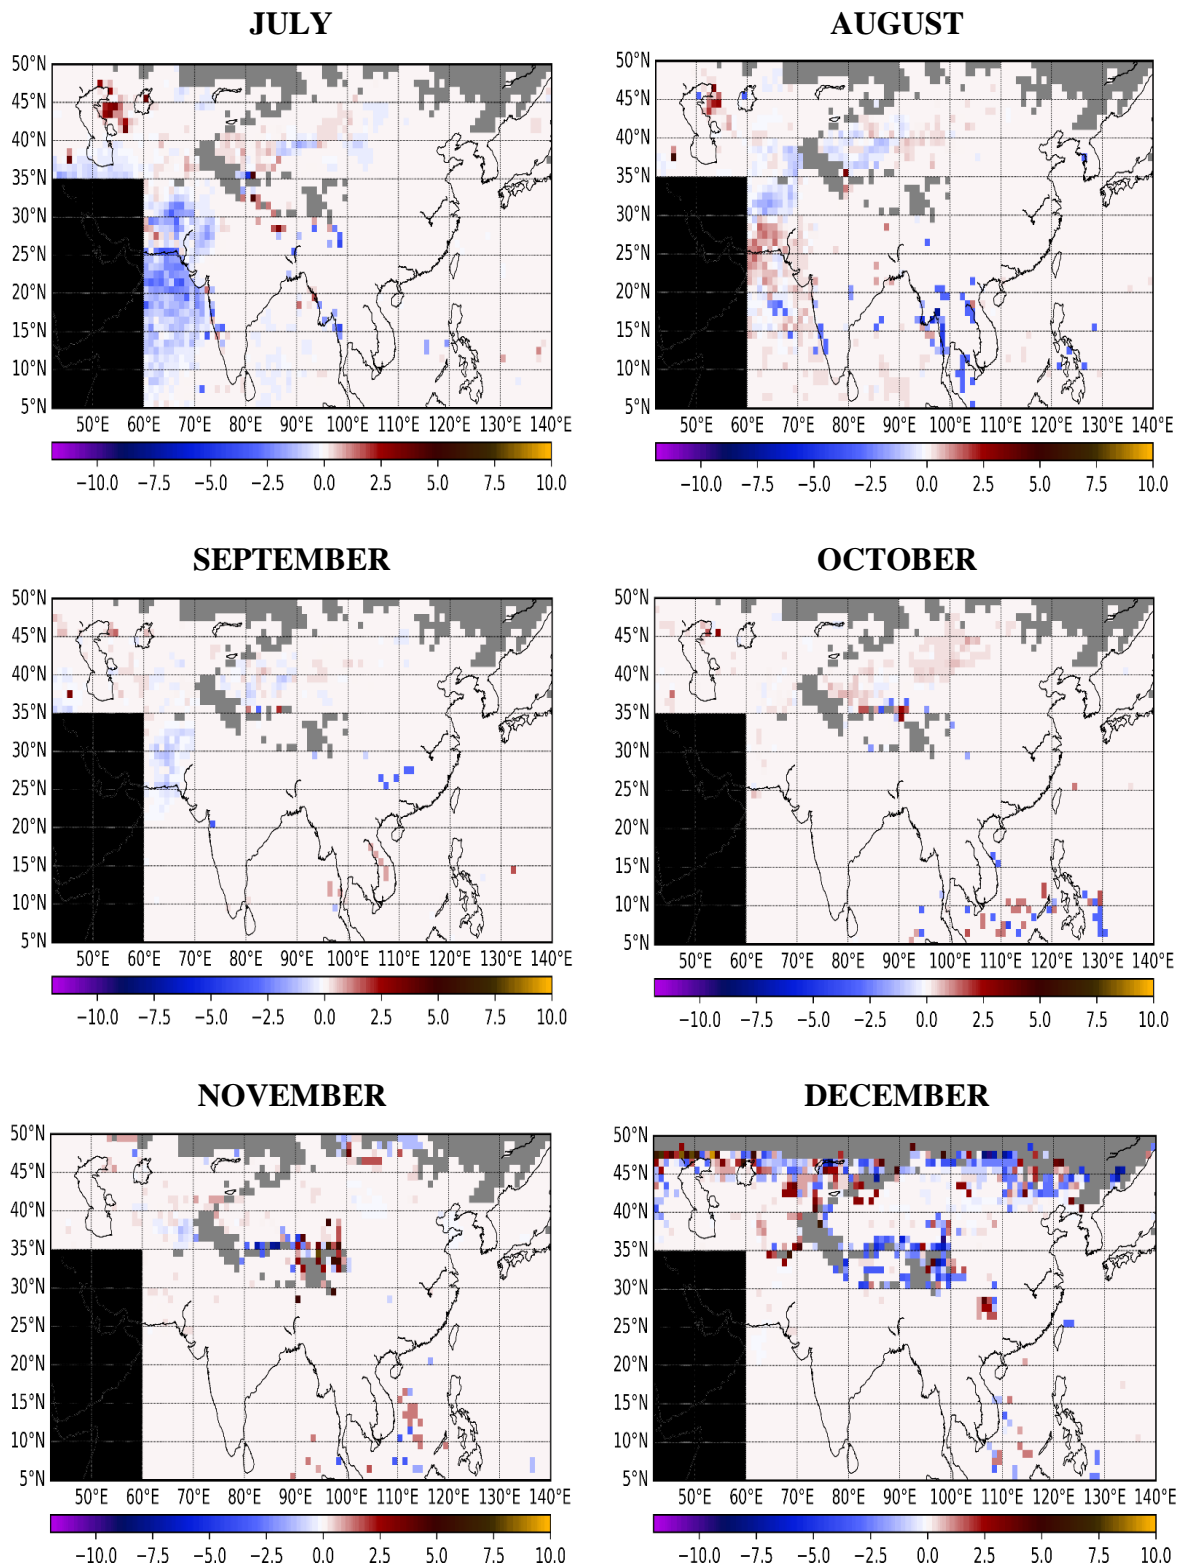 JULY AUGUST
50°N 50°N
45°N 45°N
40°N 40°N
35°N 35°N
30°N 30°N
25°N 25°N
20°N 20°N
15°N 15°N
10°N 10°N
5°N 5°N
50°E 60°E 70°E 80°E 90°E 100°E 110°E 120°E 130°E 140°E 50°E 60°E 70°E 80°E 90°E 100°E 110°E 120°E 130°E 140°E
−10.0 −7.5 −5.0 −2.5 0.0 2.5 5.0 7.5 10.0 −10.0 −7.5 −5.0 −2.5 0.0 2.5 5.0 7.5 10.0
SEPTEMBER OCTOBER
50°N 50°N
45°N 45°N
40°N 40°N
35°N 35°N
30°N 30°N
25°N 25°N
20°N 20°N
15°N 15°N
10°N 10°N
5°N 5°N
50°E 60°E 70°E 80°E 90°E 100°E 110°E 120°E 130°E 140°E 50°E 60°E 70°E 80°E 90°E 100°E 110°E 120°E 130°E 140°E
−10.0 −7.5 −5.0 −2.5 0.0 2.5 5.0 7.5 10.0 −10.0 −7.5 −5.0 −2.5 0.0 2.5 5.0 7.5 10.0
NOVEMBER DECEMBER
50°N 50°N
45°N 45°N
40°N 40°N
35°N 35°N
30°N 30°N
25°N 25°N
20°N 20°N
15°N 15°N
10°N 10°N
5°N 5°N
50°E 60°E 70°E 80°E 90°E 100°E 110°E 120°E 130°E 140°E 50°E 60°E 70°E 80°E 90°E 100°E 110°E 120°E 130°E 140°E
−10.0 −7.5 −5.0 −2.5 0.0 2.5 5.0 7.5 10.0 −10.0 −7.5 −5.0 −2.5 0.0 2.5 5.0 7.5 10.0